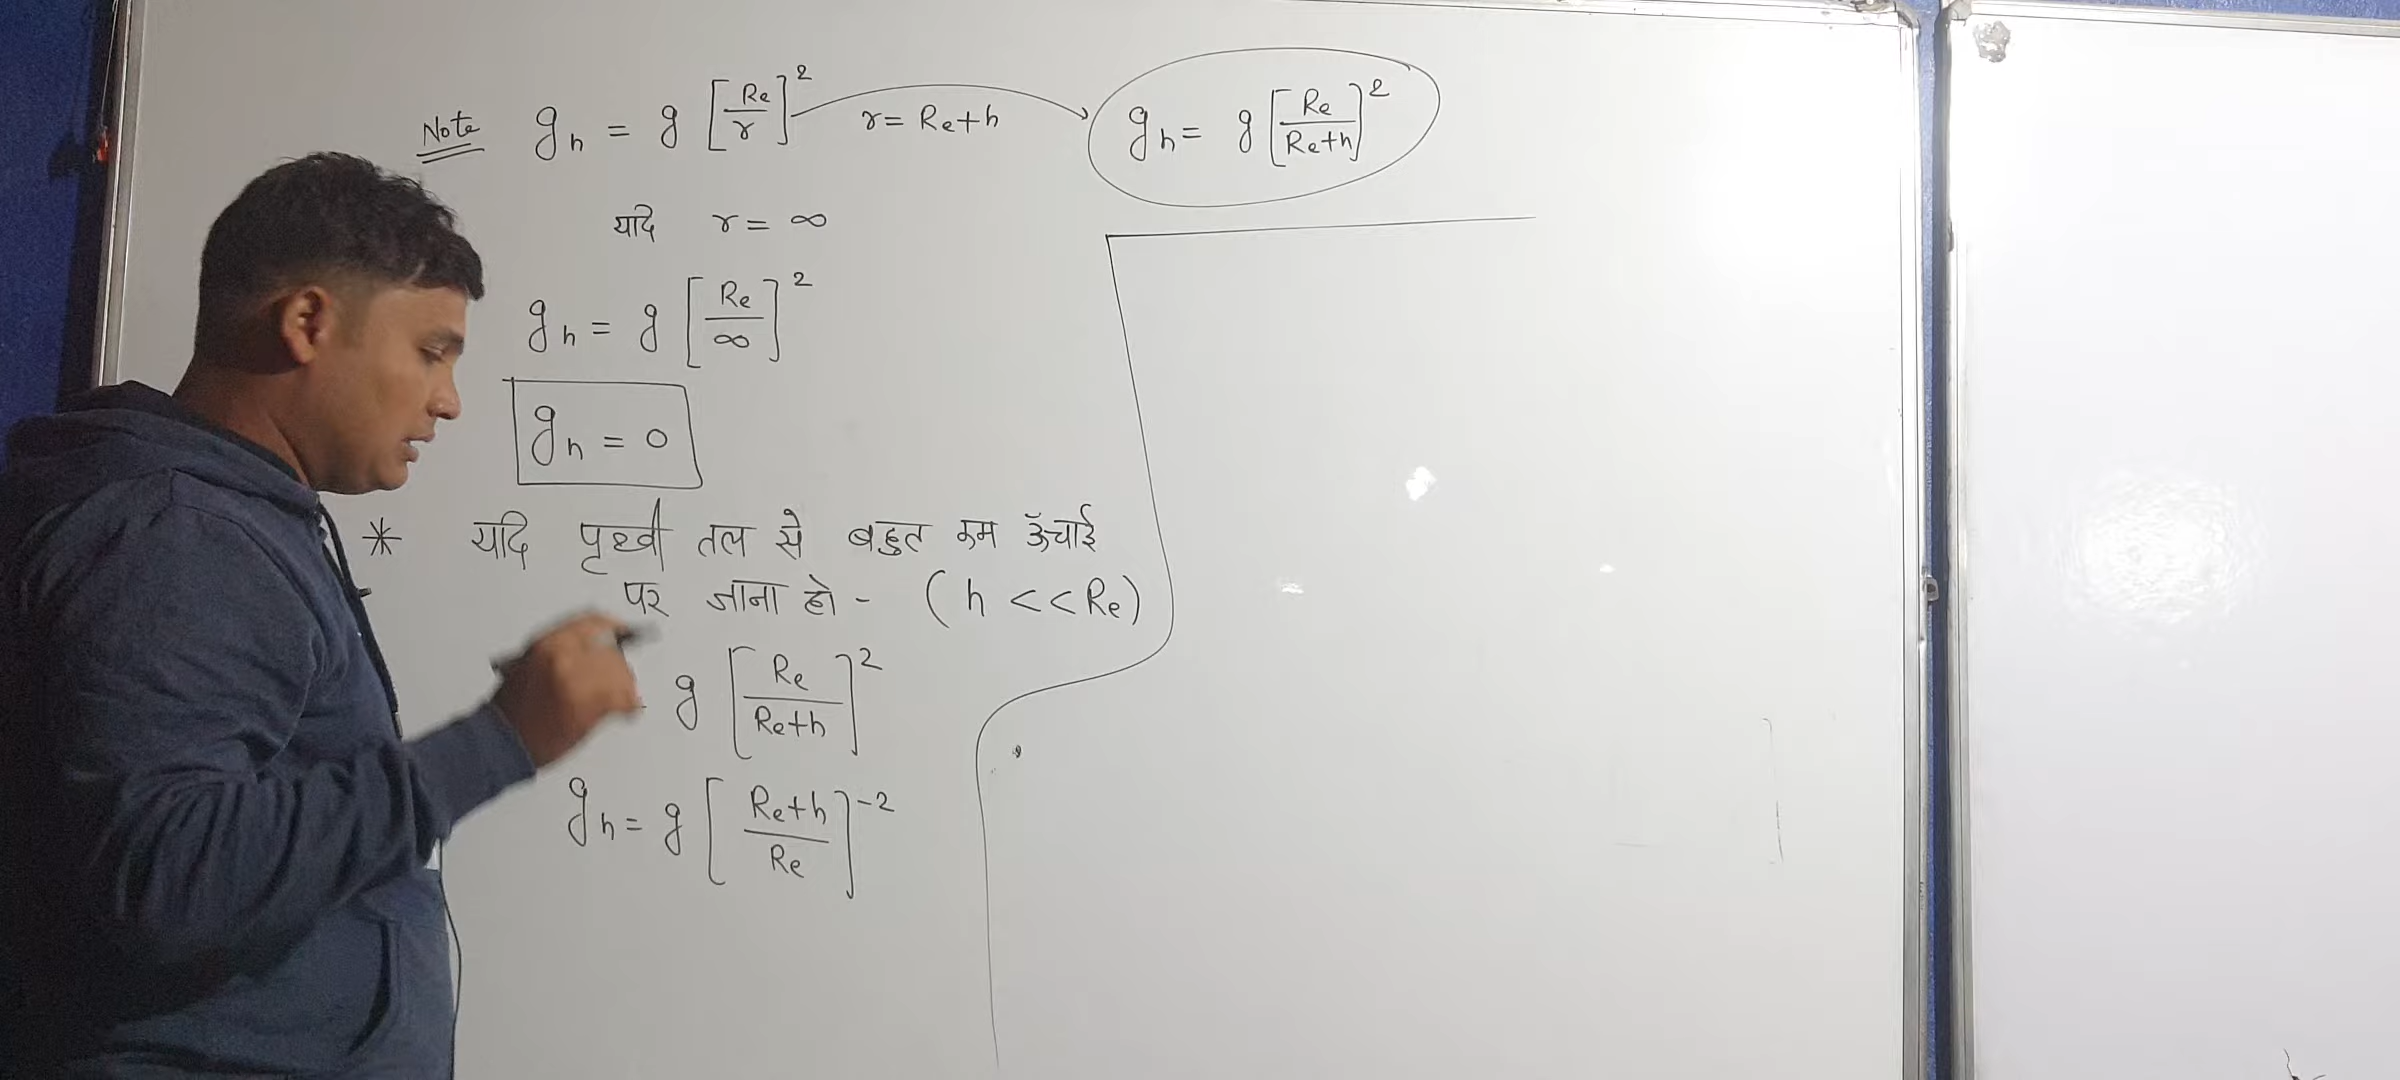 Note g_h = g [Re/r]^2 r = Re+h g_h = g [Re/Re+h]^2
यदि r = ∞
g_h = g [Re/∞]^2
g_h = 0
* यदि पृथ्वी तल से बहुत कम ऊँचाई
पर जाना हो - (h << Re)
g [Re/Re+h]^2
g_h = g [Re+h/Re]^-2